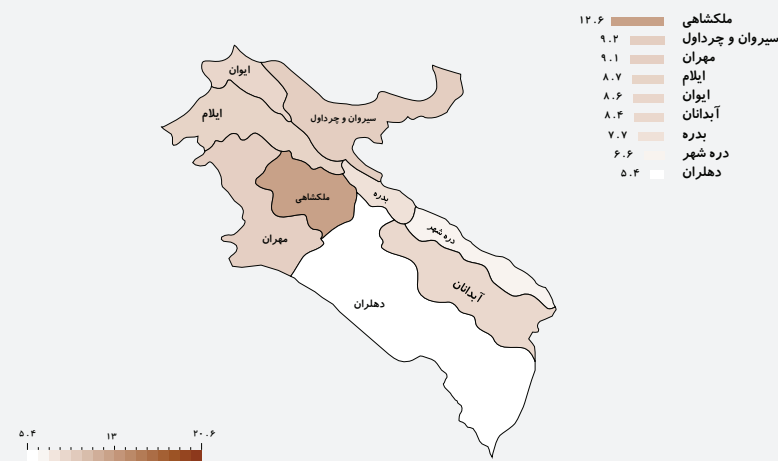 ملکشاهی ۱۲.۶
سیروان و چرداول ۹.۲
مهران ۹.۱
ایلام ۸.۷
ایوان ۸.۶
آبدانان ۸.۴
بدره ۷.۷
دره شهر ۶.۶
دهلران ۵.۴
ایوان
ایلام
سیروان و چرداول
ملکشاهی
بدره
مهران
دره شهر
آبدانان
دهلران
۵.۴ ۱۳ ۲۰.۶